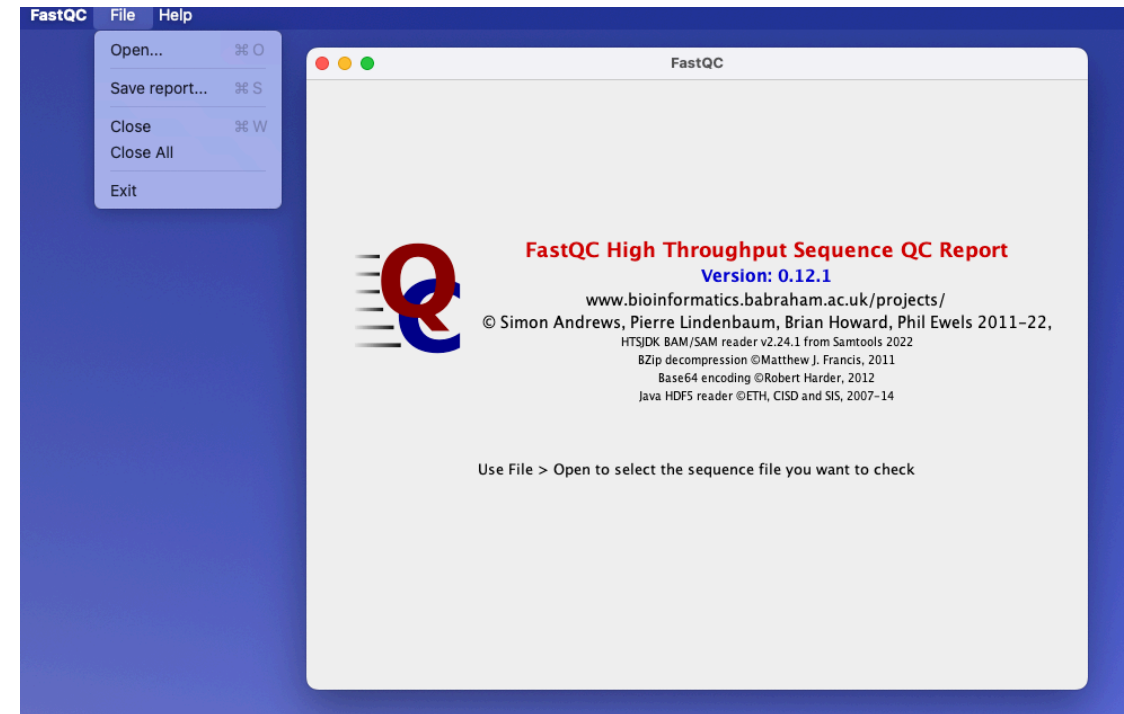 FastQC File Help
Open... ⌘ O
Save report... ⌘ S
Close ⌘ W
Close All
Exit
FastQC
QC
FastQC High Throughput Sequence QC Report
Version: 0.12.1
www.bioinformatics.babraham.ac.uk/projects/
© Simon Andrews, Pierre Lindenbaum, Brian Howard, Phil Ewels 2011-22,
HTSJDK BAM/SAM reader v2.24.1 from Samtools 2022
BZip decompression ©Matthew J. Francis, 2011
Base64 encoding ©Robert Harder, 2012
Java HDF5 reader ©ETH, CISD and SIS, 2007-14
Use File > Open to select the sequence file you want to check